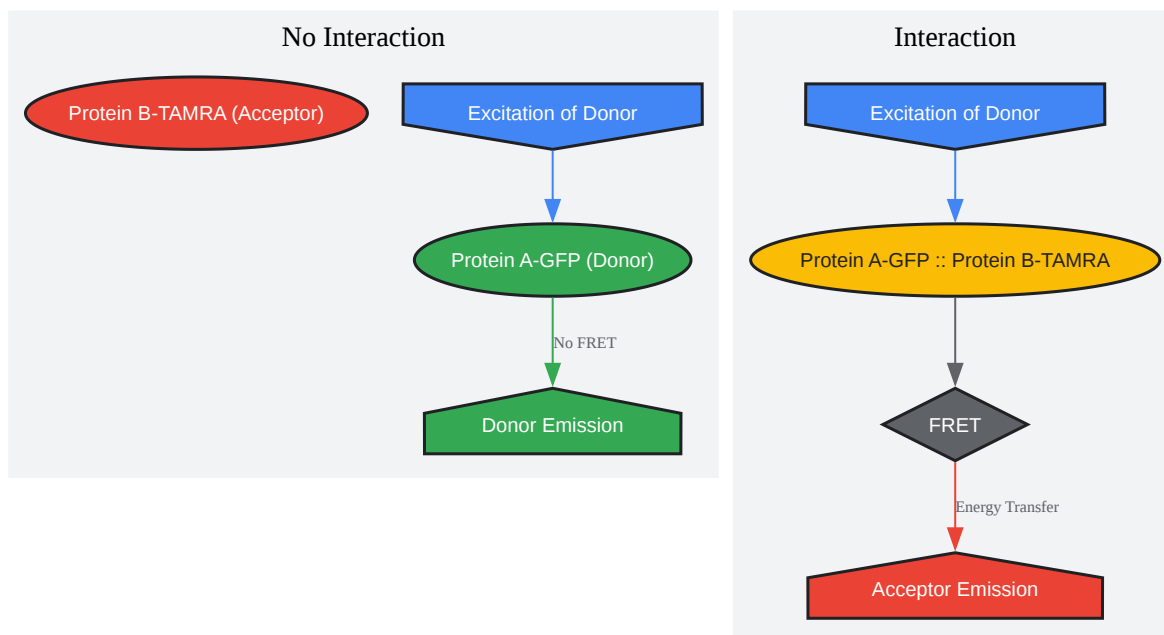 No Interaction
Protein B-TAMRA (Acceptor)
Excitation of Donor
Protein A-GFP (Donor)
No FRET
Donor Emission
Interaction
Excitation of Donor
Protein A-GFP :: Protein B-TAMRA
FRET
Energy Transfer
Acceptor Emission